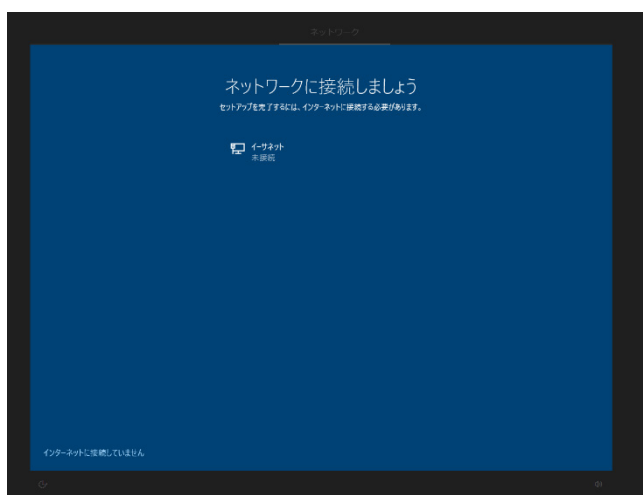 ネットワーク
ネットワークに接続しましょう
セットアップを完了するには、インターネットに接続する必要があります。
イーサネット
未接続
インターネットに接続していません